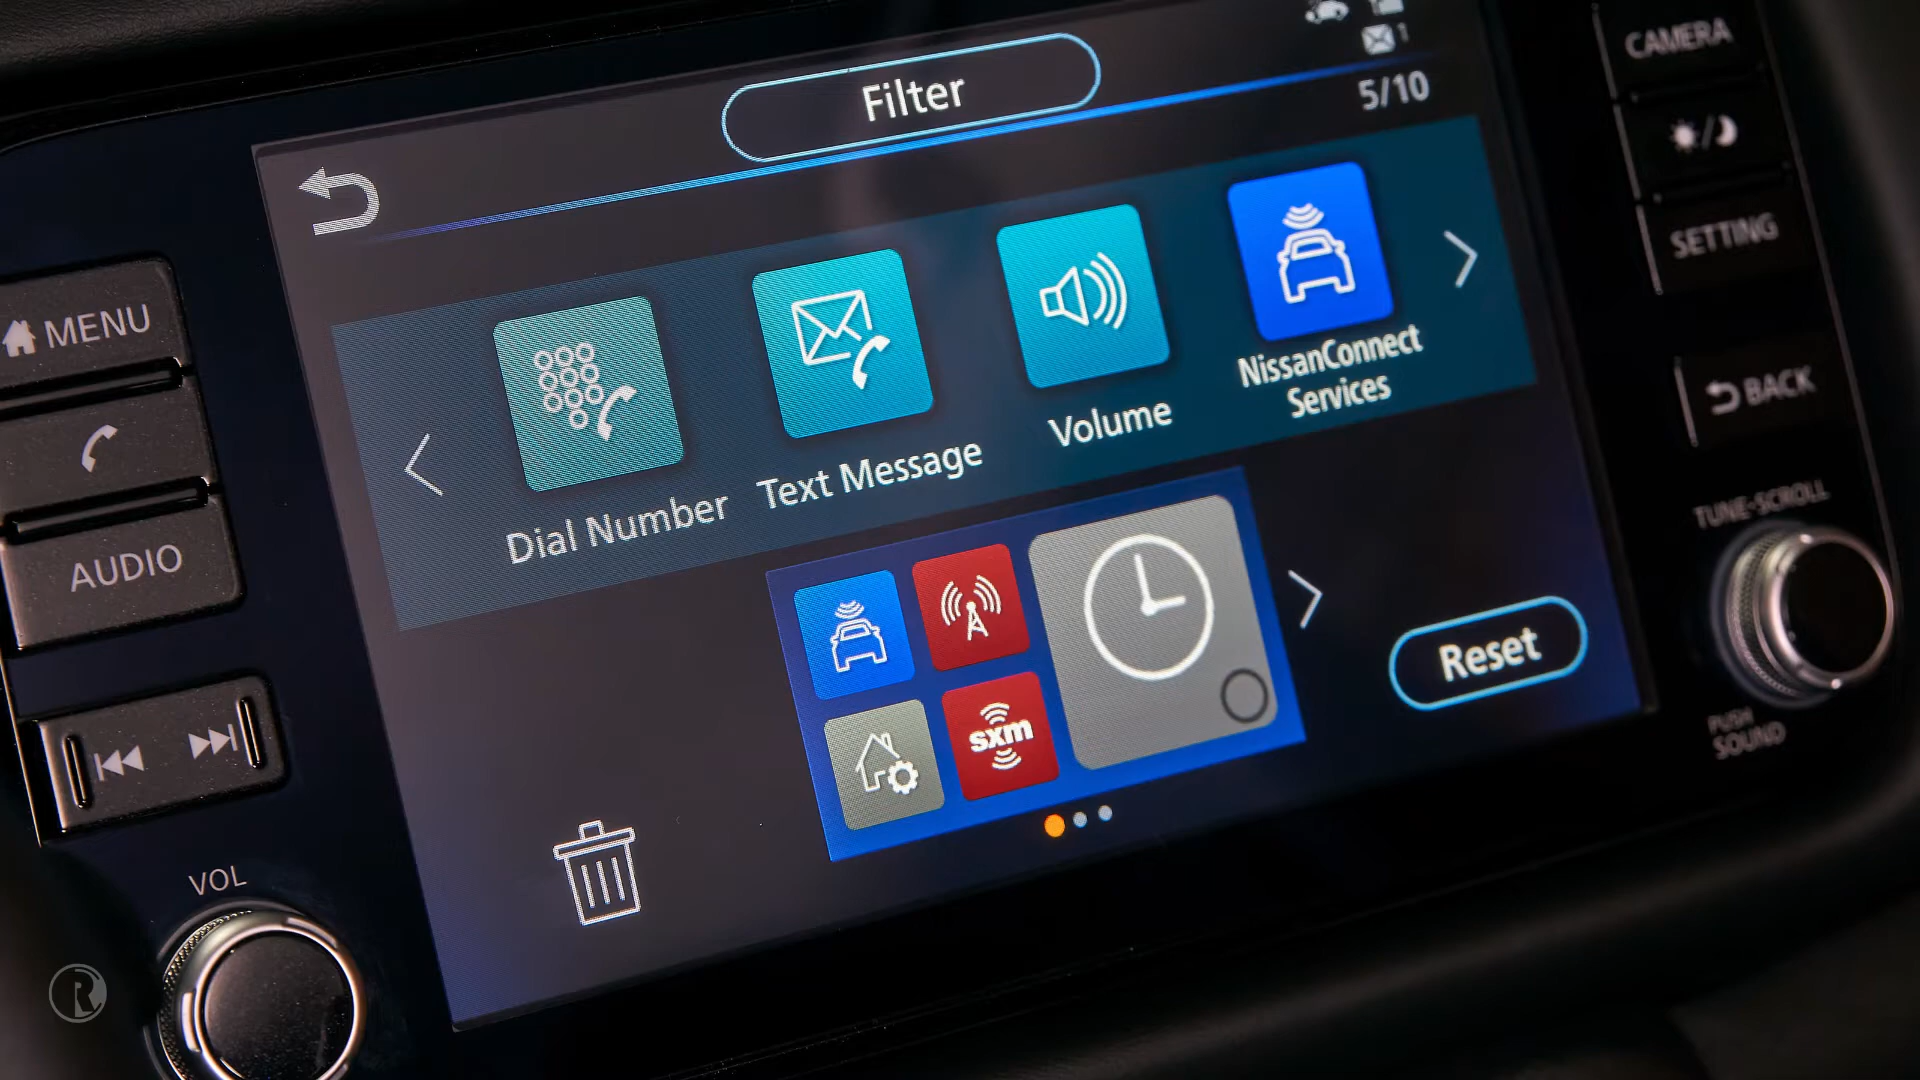 Filter
1
5/10
Dial Number
Text Message
Volume
NissanConnect
Services
sxm
Reset
MENU
AUDIO
VOL
CAMERA
SETTING
BACK
TUNE·SCROLL
PUSH
SOUND
R